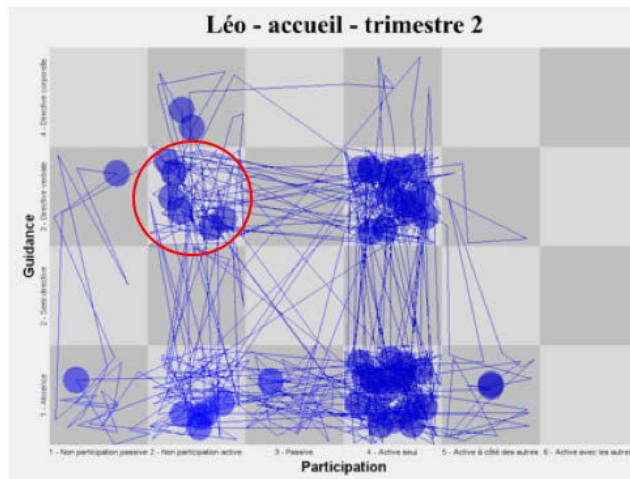 Léo - accueil - trimestre 2
4 - Directive corporelle
3 - Directive verbale
2 - Semi directive
1 - Absence
Guidance
1 - Non participation passive
2 - Non participation active
3 - Passive
4 - Active seul
5 - Active à côté des autres
6 - Active avec les autres
Participation